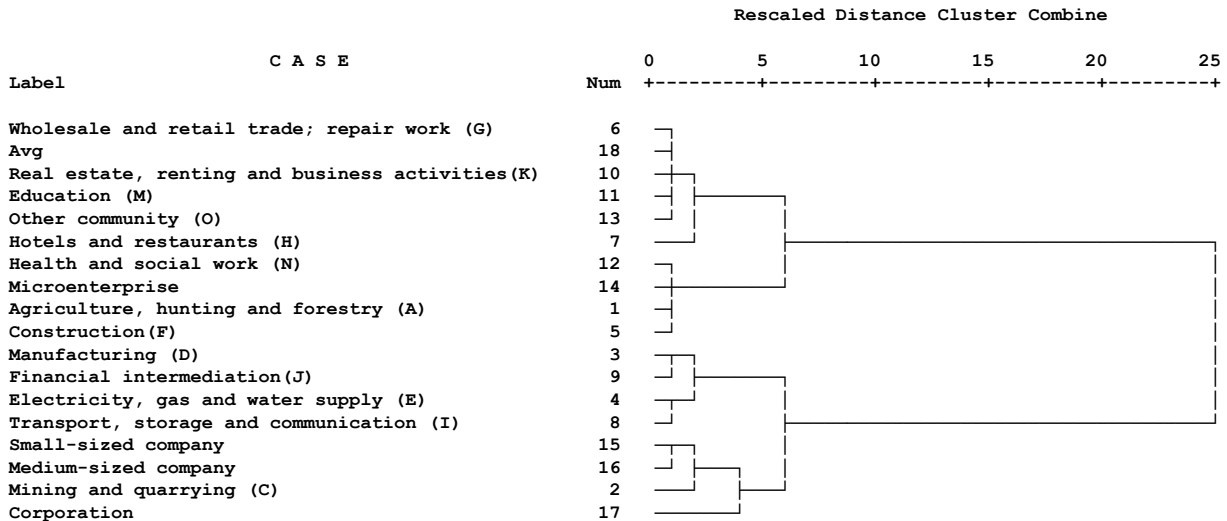 Rescaled Distance Cluster Combine
C A S E 0 5 10 15 20 25
Label Num +---------+---------+---------+---------+---------+
Wholesale and retail trade; repair work (G) 6
Avg 18
Real estate, renting and business activities(K) 10
Education (M) 11
Other community (O) 13
Hotels and restaurants (H) 7
Health and social work (N) 12
Microenterprise 14
Agriculture, hunting and forestry (A) 1
Construction(F) 5
Manufacturing (D) 3
Financial intermediation(J) 9
Electricity, gas and water supply (E) 4
Transport, storage and communication (I) 8
Small-sized company 15
Medium-sized company 16
Mining and quarrying (C) 2
Corporation 17